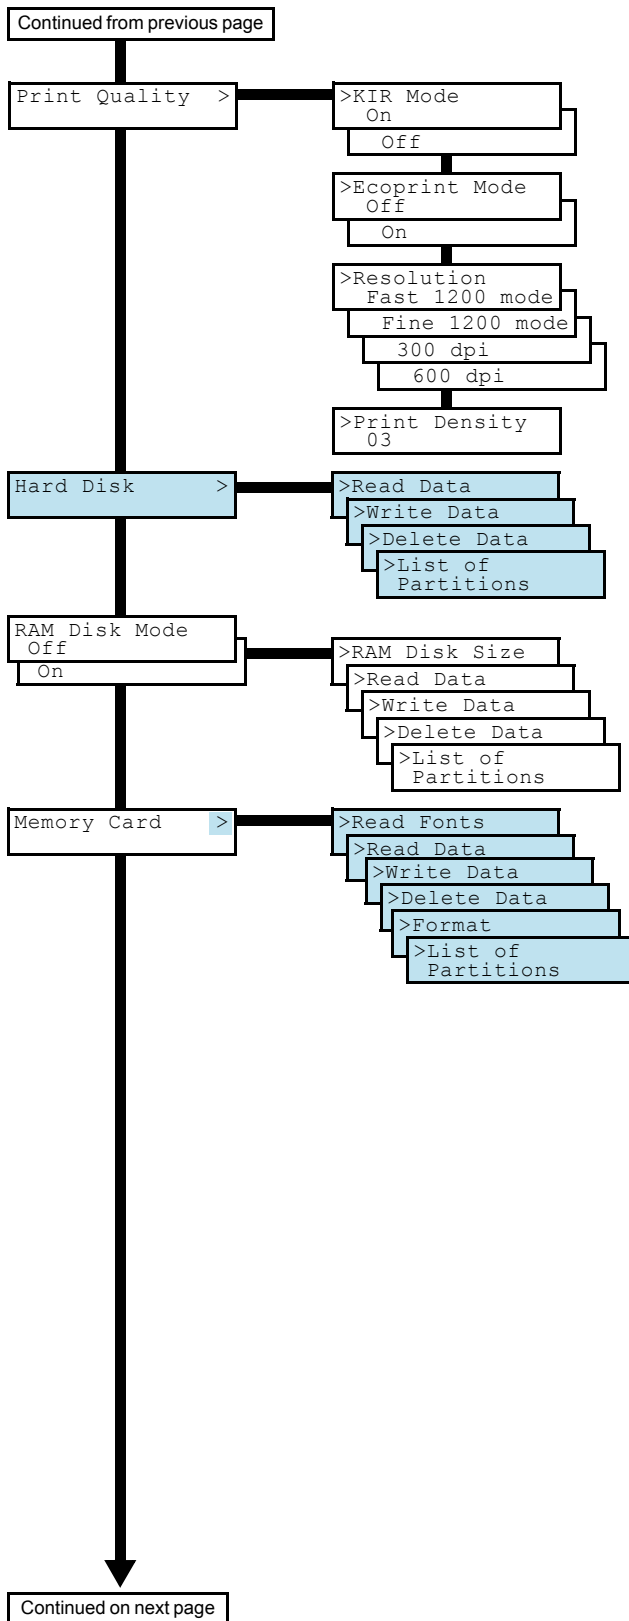 Continued from previous page
Print Quality >
>KIR Mode
On
Off
>Ecoprint Mode
Off
On
>Resolution
Fast 1200 mode
Fine 1200 mode
300 dpi
600 dpi
>Print Density
03
Hard Disk >
>Read Data
>Write Data
>Delete Data
>List of
Partitions
RAM Disk Mode
Off
On
>RAM Disk Size
>Read Data
>Write Data
>Delete Data
>List of
Partitions
Memory Card >
>Read Fonts
>Read Data
>Write Data
>Delete Data
>Format
>List of
Partitions
Continued on next page